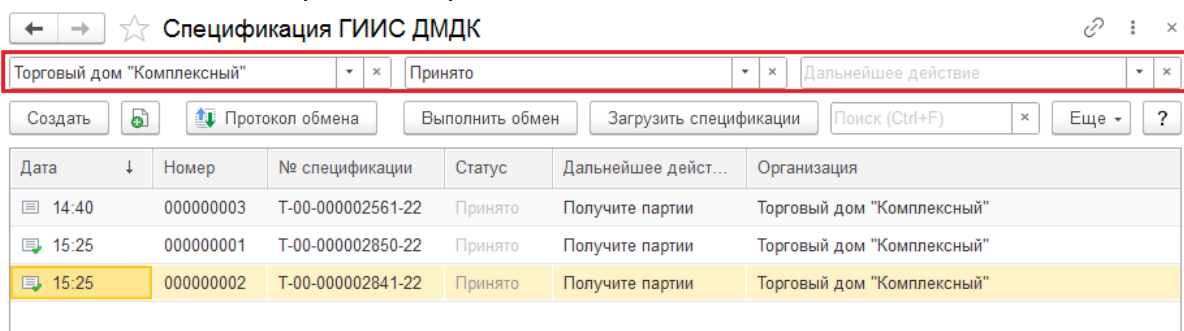 Спецификация ГИИС ДМДК
Торговый дом "Комплексный" Принято Дальнейшее действие
Создать Протокол обмена Выполнить обмен Загрузить спецификации Поиск (Ctrl+F) Еще ?
Дата ↓ Номер № спецификации Статус Дальнейшее дейст... Организация
14:40 000000003 Т-00-000002561-22 Принято Получите партии Торговый дом "Комплексный"
15:25 000000001 Т-00-000002850-22 Принято Получите партии Торговый дом "Комплексный"
15:25 000000002 Т-00-000002841-22 Принято Получите партии Торговый дом "Комплексный"